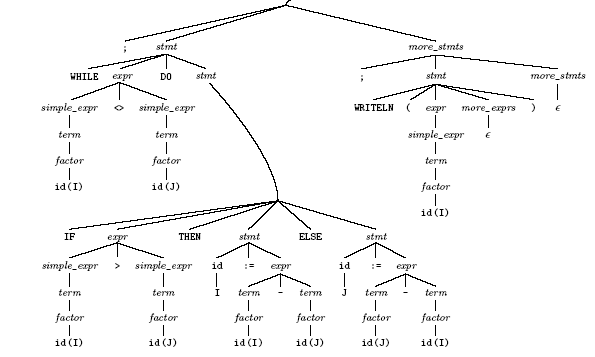 ; stmt more_stmts
WHILE expr DO stmt ; stmt more_stmts
simple_expr <> simple_expr WRITELN ( expr more_exprs ) ϵ
term term simple_expr ϵ
factor factor term
id(I) id(J) factor
id(I)
IF expr THEN stmt ELSE stmt
simple_expr > simple_expr id := expr id := expr
term term I term - term J term - term
factor factor factor factor factor factor
id(I) id(J) id(I) id(J) id(J) id(I)